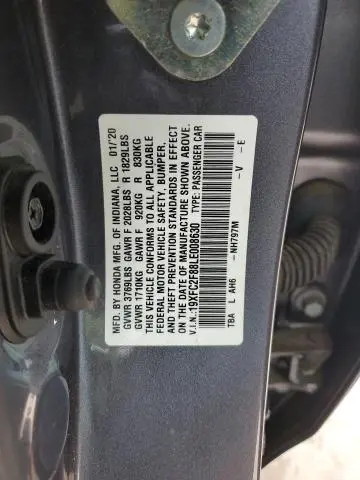 MFD. BY HONDA MFG. OF INDIANA, LLC 01/20
GVWR 3769LBS GAWR F 2028LBS R 1829LBS
GVWR 1710KG GAWR F 920KG R 830KG
THIS VEHICLE CONFORMS TO ALL APPLICABLE
FEDERAL MOTOR VEHICLE SAFETY, BUMPER,
AND THEFT PREVENTION STANDARDS IN EFFECT
ON THE DATE OF MANUFACTURE SHOWN ABOVE.
V.I.N.:19XFC2F88LE008630 TYPE: PASSENGER CAR
TBA L AH6 -NH797M -V -E